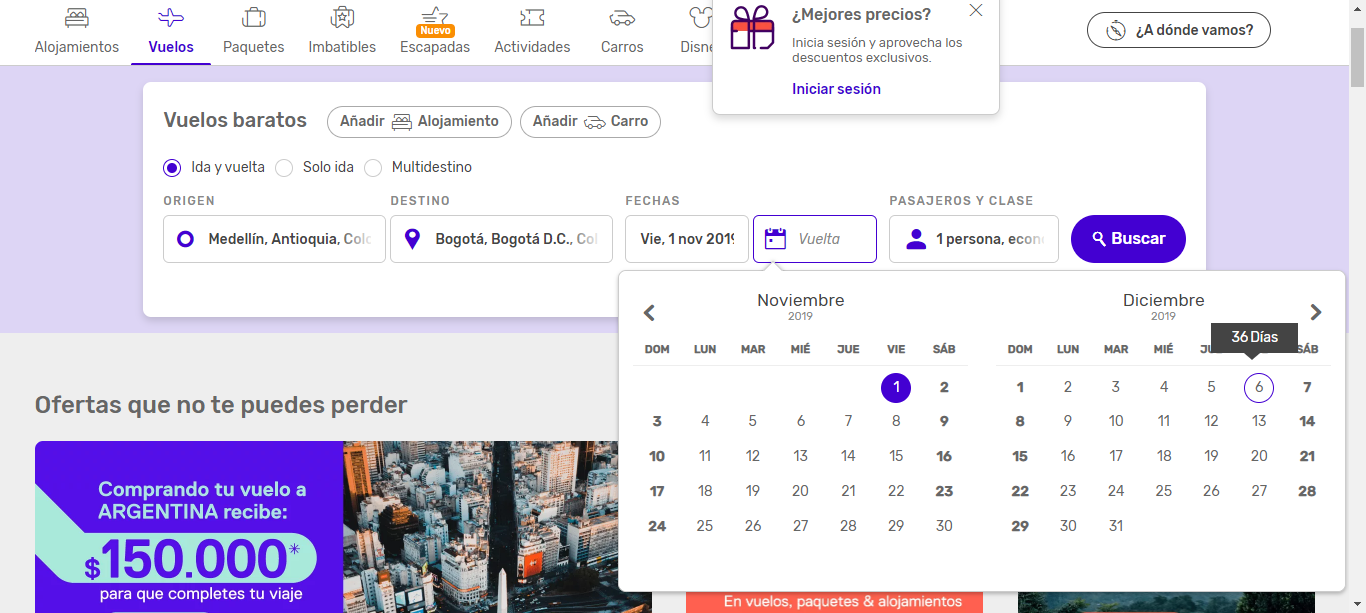 Alojamientos
Vuelos
Paquetes
Imbatibles
Nuevo
Escapadas
Actividades
Carros
¿Mejores precios?
Inicia sesión y aprovecha los
descuentos exclusivos.
Iniciar sesión
¿A dónde vamos?
Vuelos baratos
Añadir Alojamiento
Añadir Carro
Ida y vuelta Solo ida Multidestino
ORIGEN DESTINO FECHAS PASAJEROS Y CLASE
Medellín, Antioquia,
Bogotá, Bogotá D.C.,
Vie, 1 nov 2019
Vuelta
1 persona,
Buscar
Noviembre
2019
DOM LUN MAR MIÉ JUE VIE SÁB
1 2
3 4 5 6 7 8 9
10 11 12 13 14 15 16
17 18 19 20 21 22 23
24 25 26 27 28 29 30
Diciembre
2019
36 Días
DOM LUN MAR MIÉ SÁB
1 2 3 4 5 6 7
8 9 10 11 12 13 14
15 16 17 18 19 20 21
22 23 24 25 26 27 28
29 30 31
Ofertas que no te puedes perder
Comprando tu vuelo a
ARGENTINA recibe:
$150.000*
para que completes tu viaje
En vuelos, paquetes & alojamientos